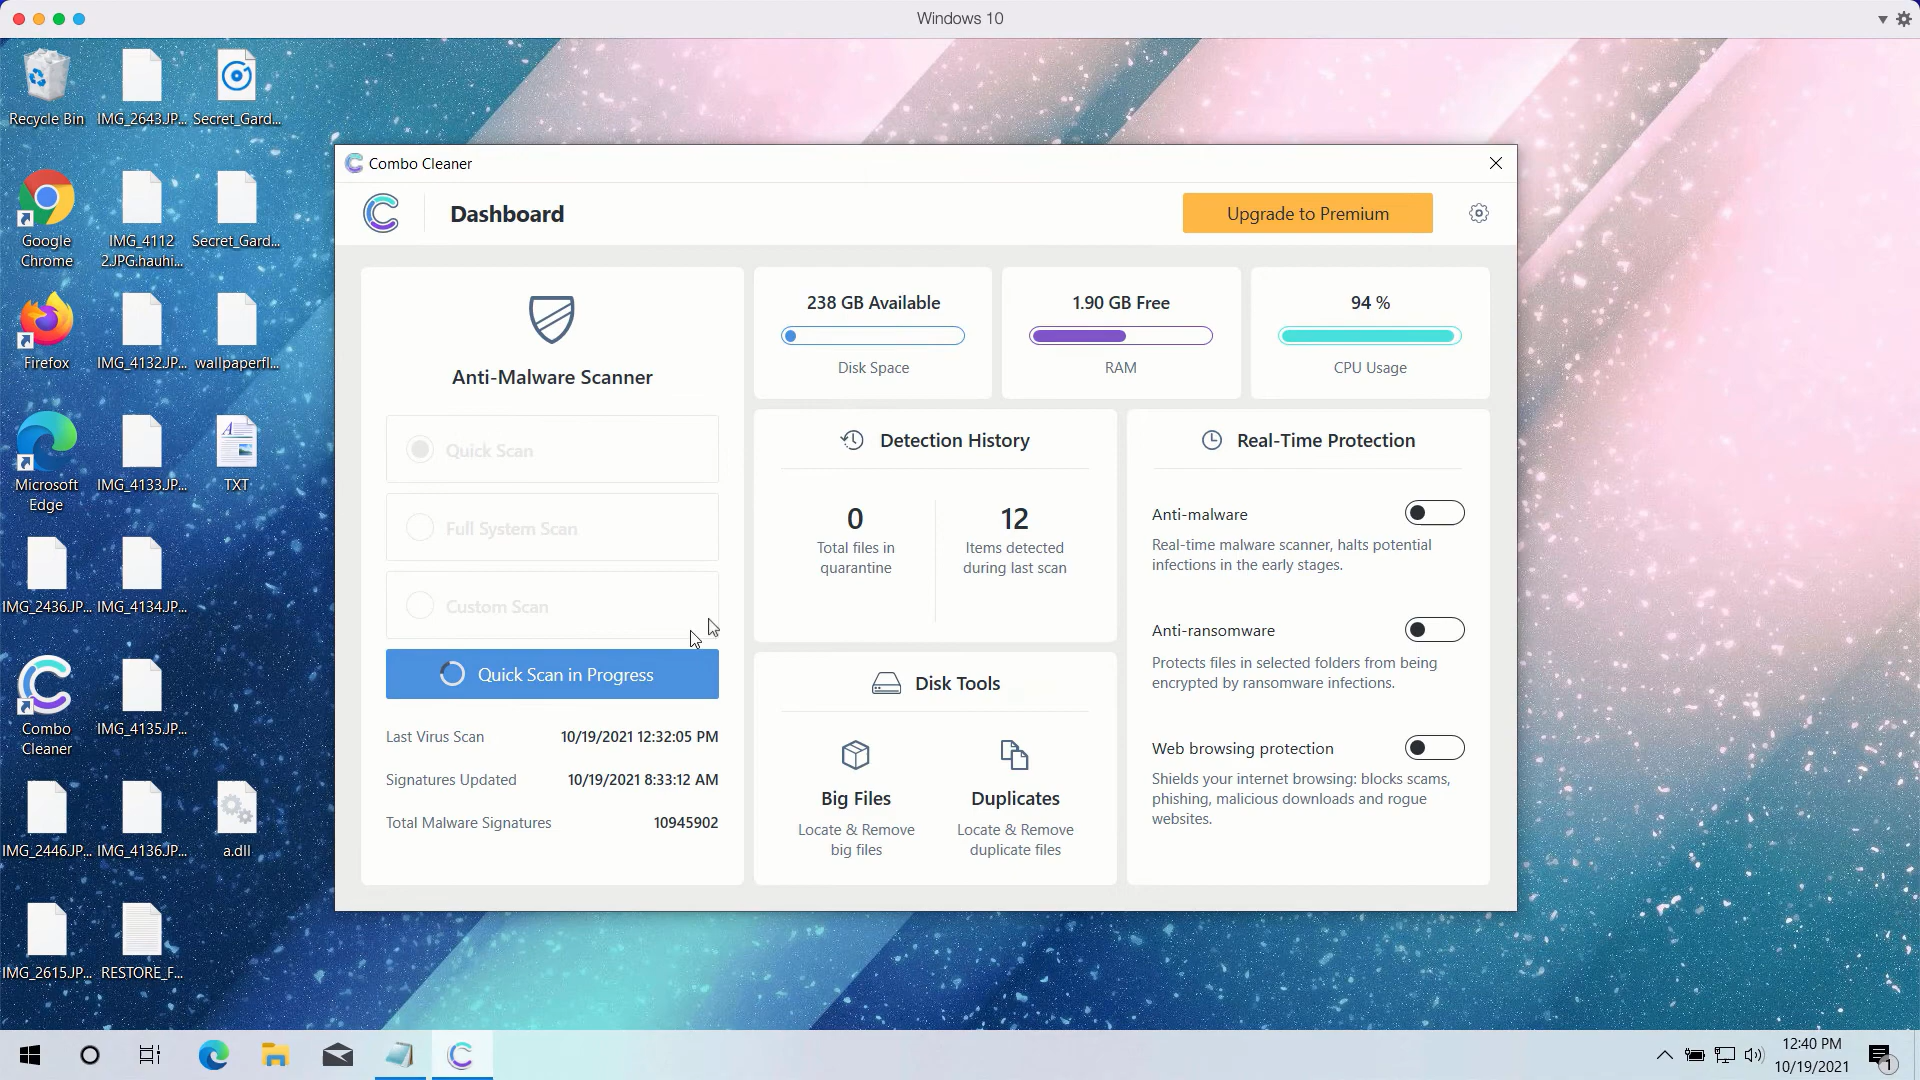 Windows 10
Recycle Bin
IMG_2643.JP...
Secret_Gard...
Google
Chrome
IMG_4112
2.JPG.hauhi...
Secret_Gard...
Firefox
IMG_4132.JP...
wallpaperfl...
Microsoft
Edge
IMG_4133.JP...
TXT
IMG_2436.JP...
IMG_4134.JP...
Combo
Cleaner
IMG_4135.JP...
IMG_2446.JP...
IMG_4136.JP...
a.dll
IMG_2615.JP...
RESTORE_F...
Combo Cleaner
Dashboard
Upgrade to Premium
Anti-Malware Scanner
Quick Scan
Full System Scan
Custom Scan
Quick Scan in Progress
Last Virus Scan 10/19/2021 12:32:05 PM
Signatures Updated 10/19/2021 8:33:12 AM
Total Malware Signatures 10945902
238 GB Available
Disk Space
1.90 GB Free
RAM
94 %
CPU Usage
Detection History
0
Total files in
quarantine
12
Items detected
during last scan
Disk Tools
Big Files
Locate & Remove
big files
Duplicates
Locate & Remove
duplicate files
Real-Time Protection
Anti-malware
Real-time malware scanner, halts potential
infections in the early stages.
Anti-ransomware
Protects files in selected folders from being
encrypted by ransomware infections.
Web browsing protection
Shields your internet browsing: blocks scams,
phishing, malicious downloads and rogue
websites.
12:40 PM
10/19/2021
1